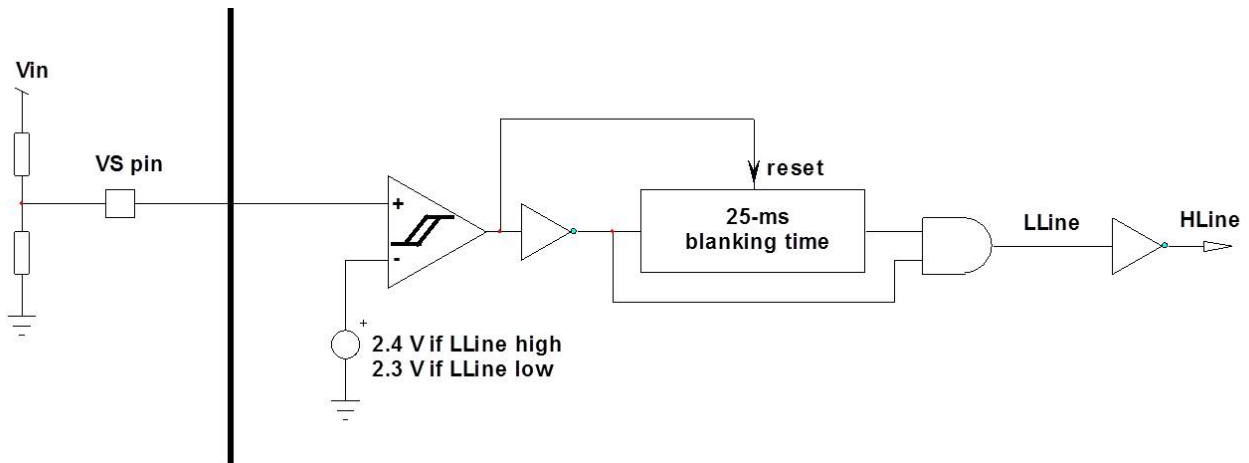 Vin
VS pin
+
-
+
2.4 V if LLine high
2.3 V if LLine low
reset
25-ms
blanking time
LLine
HLine